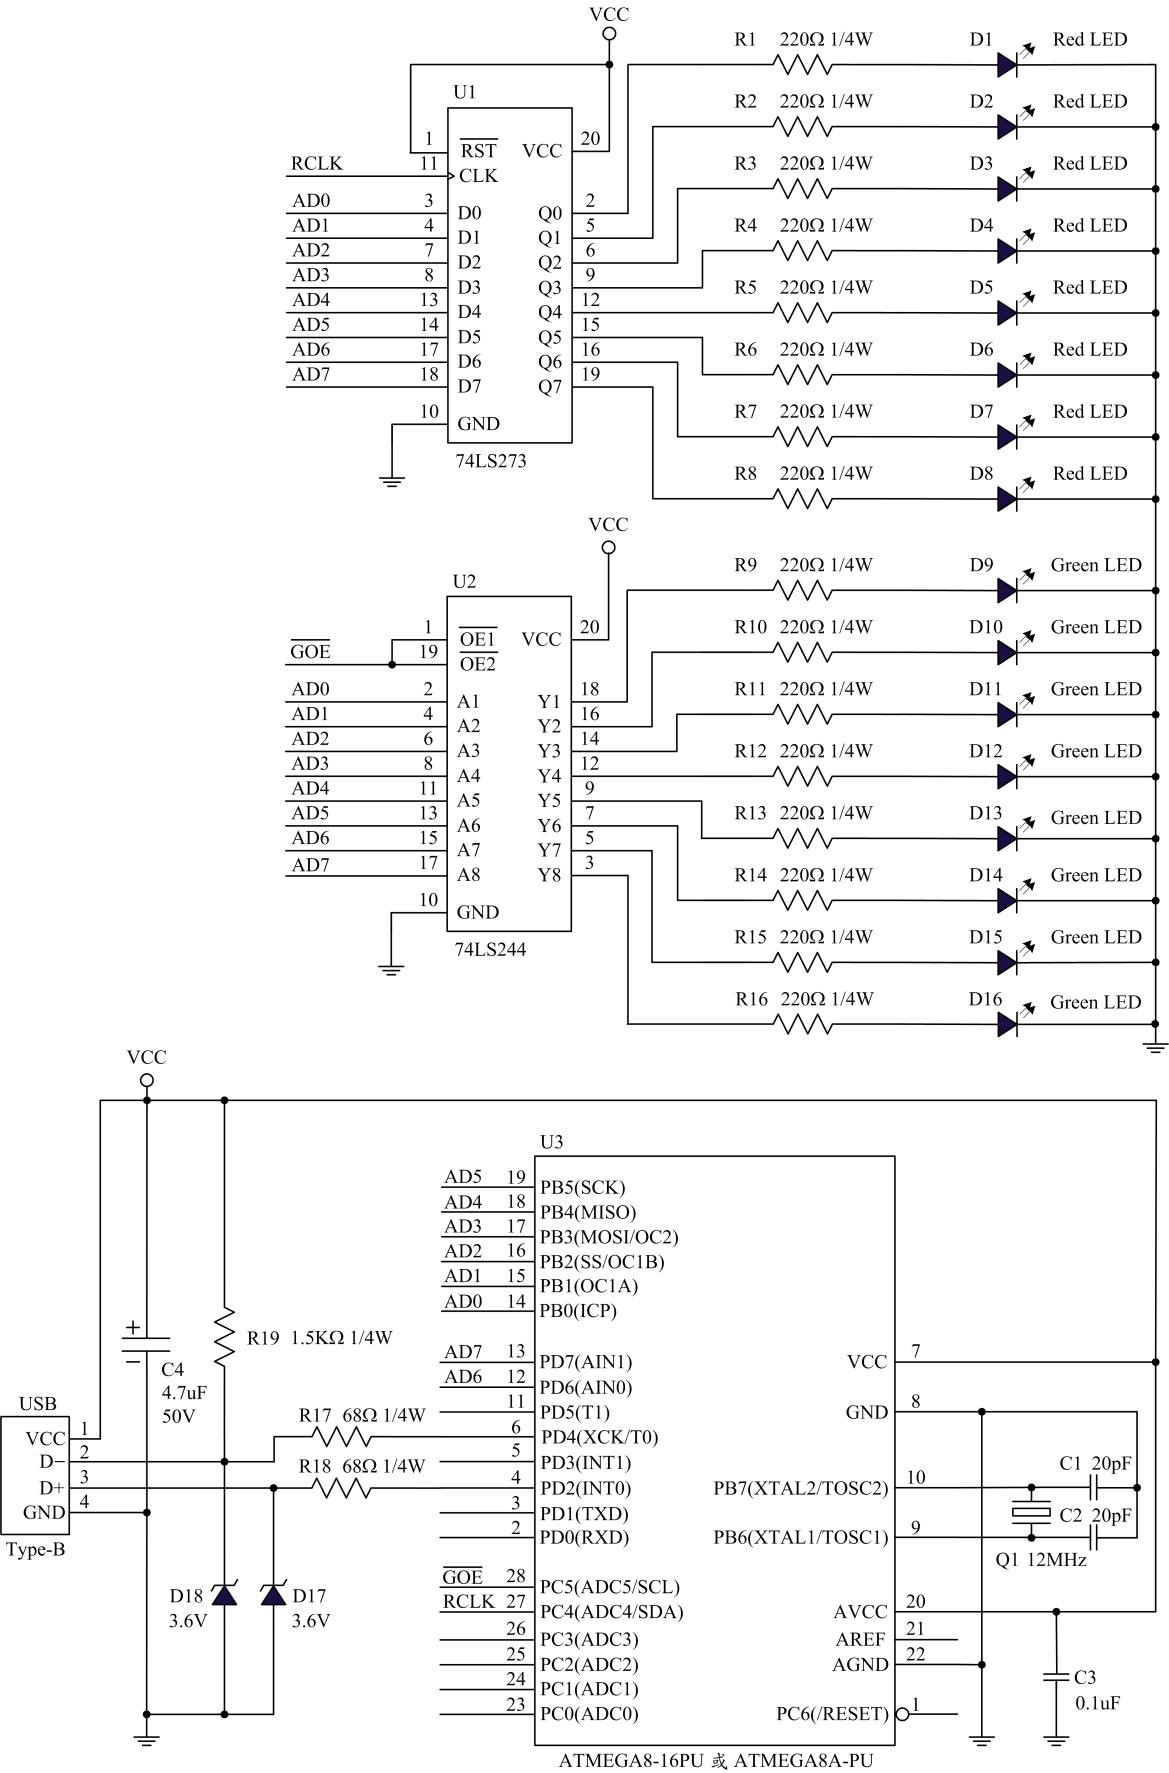 VCC
R1 220Ω 1/4W D1 Red LED
U1
R2 220Ω 1/4W D2 Red LED
1 RST VCC 20
RCLK 11 CLK
R3 220Ω 1/4W D3 Red LED
AD0 3 D0 Q0 2
AD1 4 D1 Q1 5
R4 220Ω 1/4W D4 Red LED
AD2 7 D2 Q2 6
AD3 8 D3 Q3 9
R5 220Ω 1/4W D5 Red LED
AD4 13 D4 Q4 12
AD5 14 D5 Q5 15
R6 220Ω 1/4W D6 Red LED
AD6 17 D6 Q6 16
AD7 18 D7 Q7 19
R7 220Ω 1/4W D7 Red LED
10 GND
74LS273
R8 220Ω 1/4W D8 Red LED
VCC
R9 220Ω 1/4W D9 Green LED
U2
1 OE1 VCC 20
R10 220Ω 1/4W D10 Green LED
GOE 19 OE2
AD0 2 A1 Y1 18
R11 220Ω 1/4W D11 Green LED
AD1 4 A2 Y2 16
AD2 6 A3 Y3 14
R12 220Ω 1/4W D12 Green LED
AD3 8 A4 Y4 12
AD4 11 A5 Y5 9
R13 220Ω 1/4W D13 Green LED
AD5 13 A6 Y6 7
AD6 15 A7 Y7 5
AD7 17 A8 Y8 3
R14 220Ω 1/4W D14 Green LED
10 GND
74LS244
R15 220Ω 1/4W D15 Green LED
R16 220Ω 1/4W D16 Green LED
VCC
U3
AD5 19 PB5(SCK)
AD4 18 PB4(MISO)
AD3 17 PB3(MOSI/OC2)
AD2 16 PB2(SS/OC1B)
AD1 15 PB1(OC1A)
AD0 14 PB0(ICP)
+
R19 1.5KΩ 1/4W
−
C4
4.7uF
50V
AD7 13 PD7(AIN1) VCC 7
AD6 12 PD6(AIN0)
USB
11 PD5(T1) GND 8
R17 68Ω 1/4W
VCC 1
6 PD4(XCK/T0)
D− 2
5 PD3(INT1)
R18 68Ω 1/4W
C1 20pF
D+ 3
4 PD2(INT0) PB7(XTAL2/TOSC2) 10
GND 4
3 PD1(TXD)
C2 20pF
2 PD0(RXD) PB6(XTAL1/TOSC1) 9
Type-B
Q1 12MHz
GOE 28 PC5(ADC5/SCL)
D18
3.6V
D17
3.6V
RCLK 27 PC4(ADC4/SDA) AVCC 20
26 PC3(ADC3) AREF 21
25 PC2(ADC2) AGND 22
24 PC1(ADC1)
C3
0.1uF
23 PC0(ADC0) PC6(/RESET) 1
ATMEGA8-16PU 或 ATMEGA8A-PU